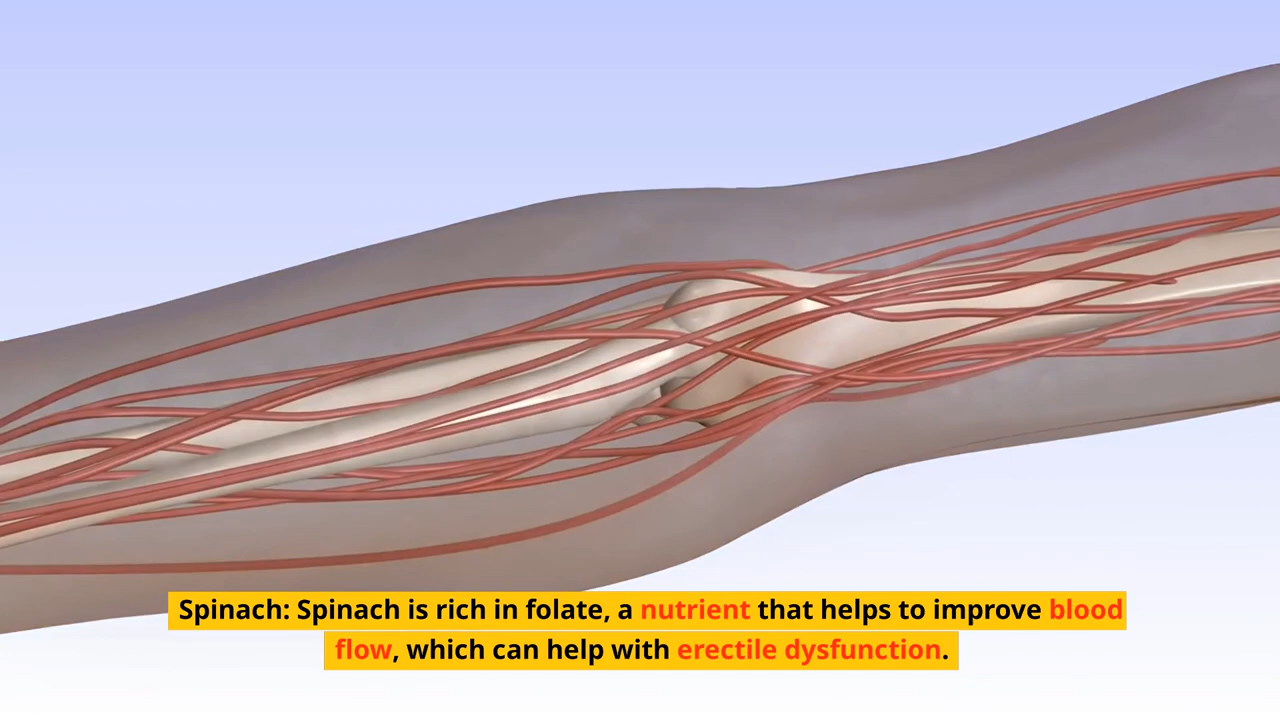 Spinach: Spinach is rich in folate, a nutrient that helps to improve blood
flow, which can help with erectile dysfunction.